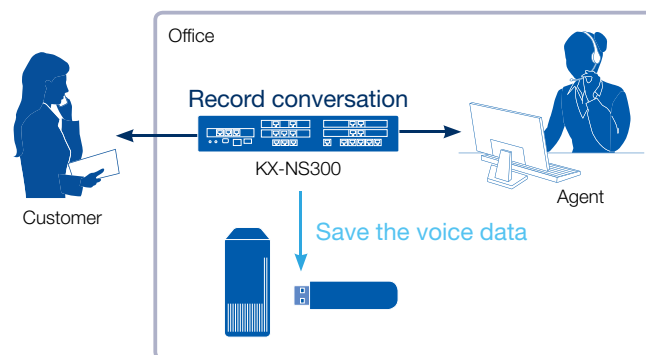 Office
Record conversation
KX-NS300
Customer
Agent
Save the voice data